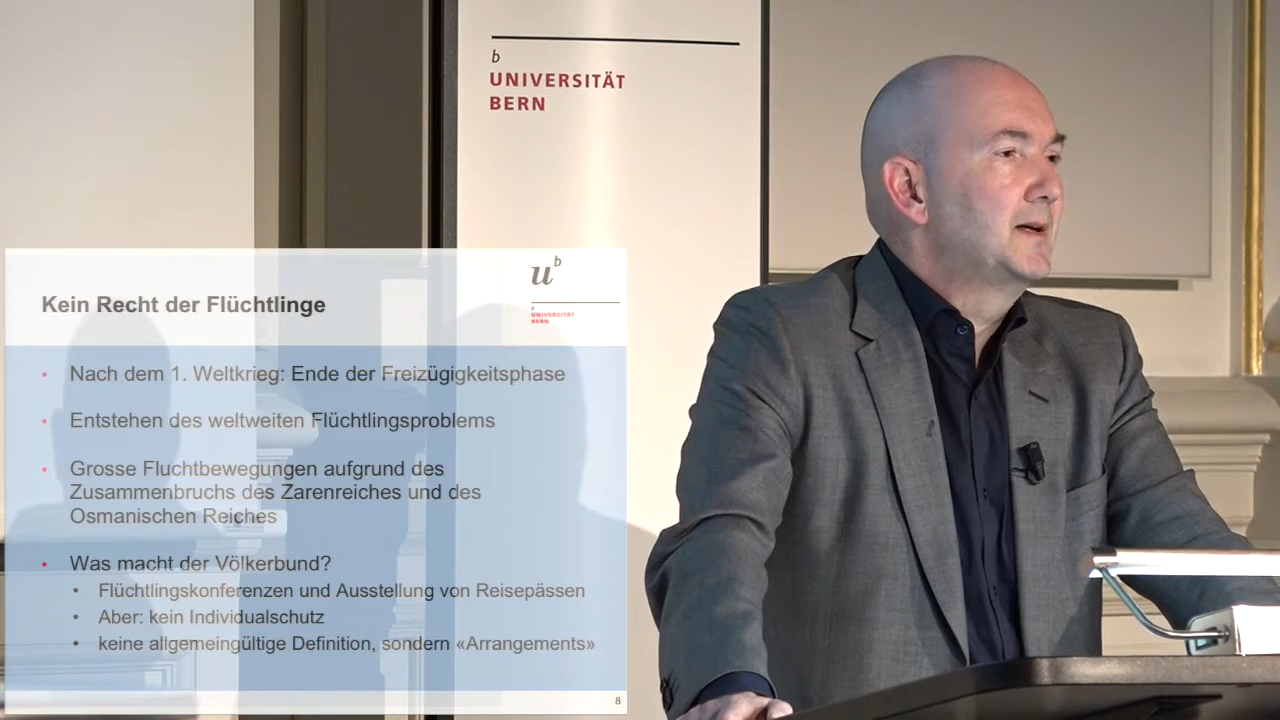 b
UNIVERSITÄT
BERN
u b
b
UNIVERSITÄT
BERN
Kein Recht der Flüchtlinge
• Nach dem 1. Weltkrieg: Ende der Freizügigkeitsphase
• Entstehen des weltweiten Flüchtlingsproblems
• Grosse Fluchtbewegungen aufgrund des
Zusammenbruchs des Zarenreiches und des
Osmanischen Reiches
• Was macht der Völkerbund?
• Flüchtlingskonferenzen und Ausstellung von Reisepässen
• Aber: kein Individualschutz
• keine allgemeingültige Definition, sondern «Arrangements»
8